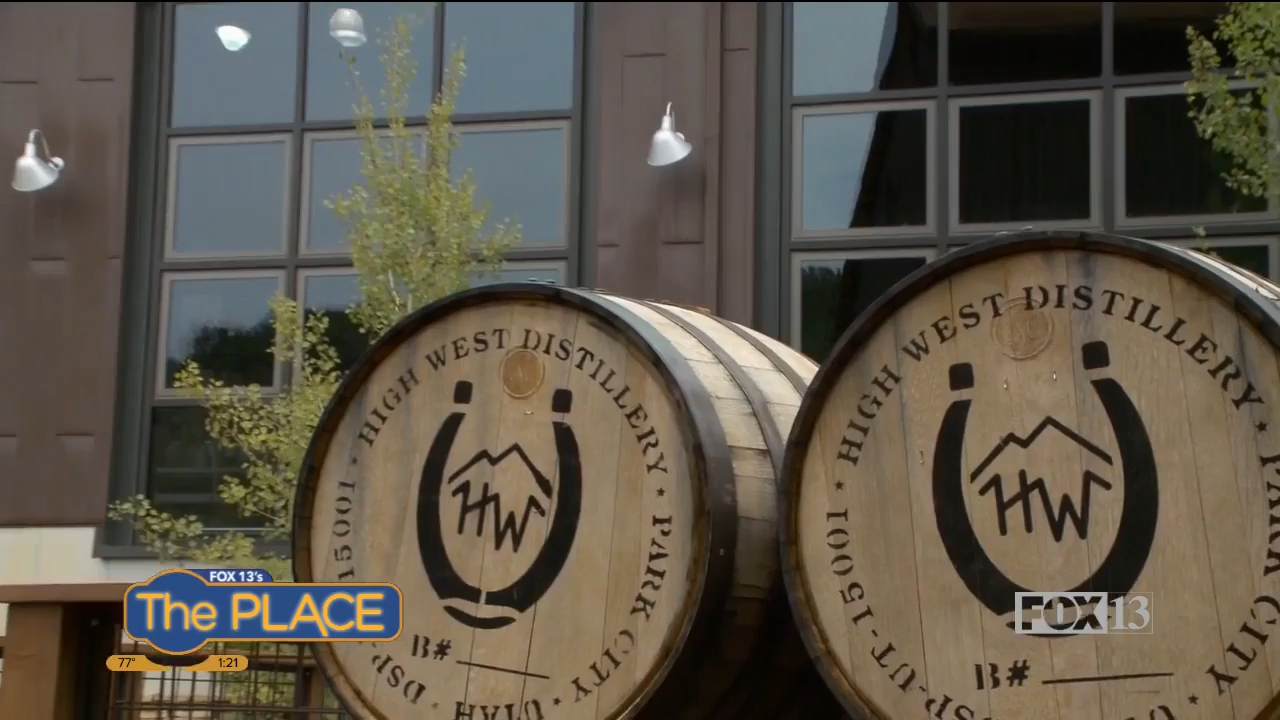 HIGH WEST DISTILLERY ★ PARK CITY ★ UTAH ★ DSP- 15001 ★
HW
B#
HIGH WEST DISTILLERY ★ PARK CITY DSP-UT-15001 ★
HW
B#
FOX 13's
The PLACE
77° 1:21
FOX 13